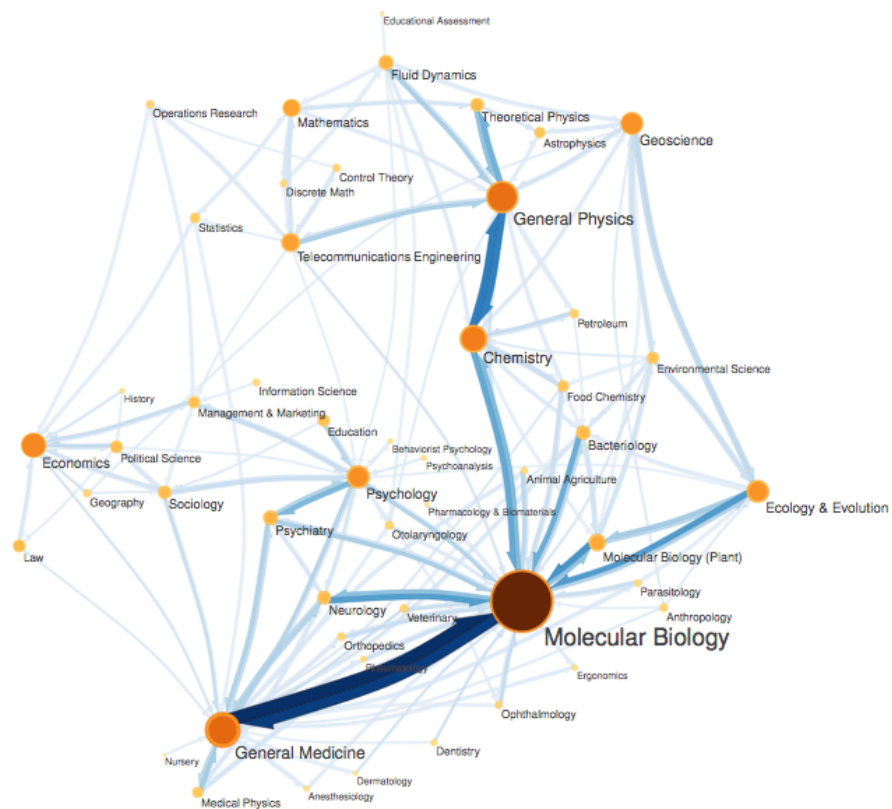 Educational Assessment
Fluid Dynamics
Operations Research
Mathematics
Theoretical Physics
Astrophysics
Geoscience
Control Theory
Discrete Math
General Physics
Statistics
Telecommunications Engineering
Petroleum
Chemistry
Environmental Science
Information Science
Food Chemistry
History
Management & Marketing
Education
Bacteriology
Behaviorist Psychology
Economics
Political Science
Psychoanalysis
Animal Agriculture
Psychology
Geography
Sociology
Ecology & Evolution
Pharmacology & Biomaterials
Psychiatry
Otolaryngology
Law
Molecular Biology (Plant)
Parasitology
Neurology
Veterinary
Anthropology
Molecular Biology
Orthopedics
Rheumatology
Ergonomics
Ophthalmology
General Medicine
Dentistry
Nursery
Dermatology
Medical Physics
Anesthesiology